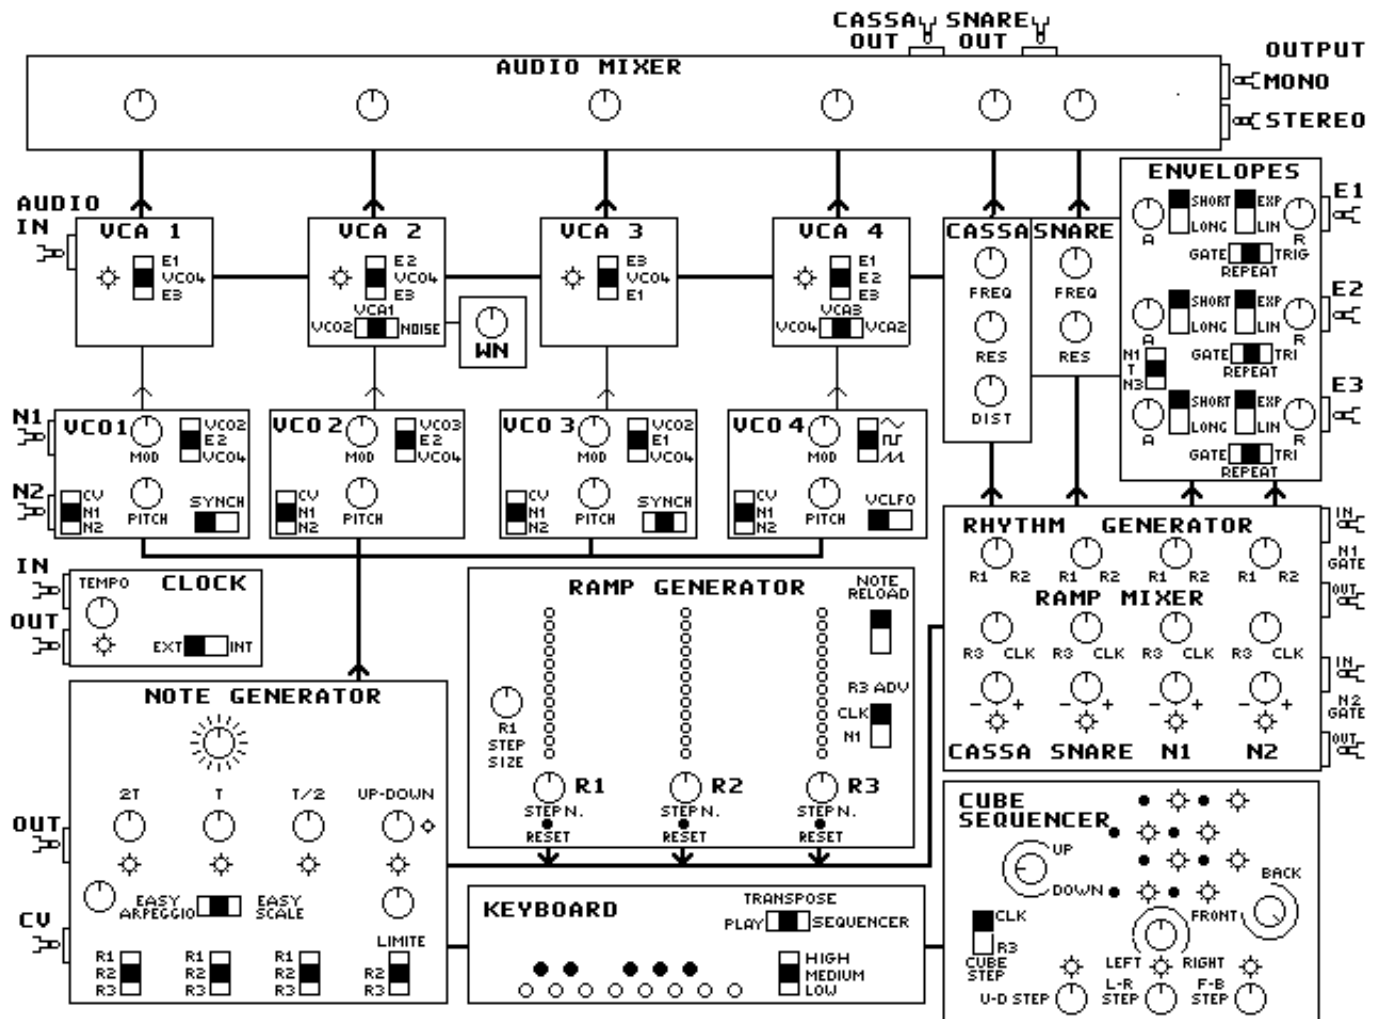 CASSA OUT
SNARE OUT
OUTPUT
MONO
STEREO
AUDIO MIXER
AUDIO IN
VCA 1
E1
VCO4
E3
VCA 2
E2
VCO4
E3
VCA1
VCO2
NOISE
WN
VCA 3
E3
VCO4
E1
VCA 4
E1
E2
E3
VCA3
VCO4
VCA2
CASSA
FREQ
RES
DIST
SNARE
FREQ
RES
ENVELOPES
E1
SHORT
EXP
LONG
LIN
A
R
GATE
TRIG
REPEAT
E2
SHORT
EXP
LONG
LIN
A
R
GATE
TRI
REPEAT
N1
T
N3
E3
SHORT
EXP
LONG
LIN
A
R
GATE
TRI
REPEAT
N1
N2
VCO1
MOD
VCO2
E2
VCO4
CV
N1
N2
PITCH
SYNCH
VCO 2
MOD
VCO3
E2
VCO4
CV
N1
N2
PITCH
VCO 3
MOD
VCO2
E1
VCO4
CV
N1
N2
PITCH
SYNCH
VCO 4
MOD
CV
N1
N2
PITCH
VCLFO
IN
OUT
CLOCK
TEMPO
EXT
INT
RAMP GENERATOR
NOTE
RELOAD
R3 ADV
CLK
N1
R1
STEP
SIZE
R1
STEP N.
RESET
R2
STEP N.
RESET
R3
STEP N.
RESET
RHYTHM GENERATOR
R1 R2 R1 R2 R1 R2 R1 R2
RAMP MIXER
R3 CLK R3 CLK R3 CLK R3 CLK
- + - + - + - +
CASSA SNARE N1 N2
IN
N1
GATE
OUT
IN
N2
GATE
OUT
NOTE GENERATOR
2T
T
T/2
UP-DOWN
OUT
CV
EASY
ARPEGGIO
EASY
SCALE
LIMITE
R1
R2
R3
R1
R2
R3
R1
R2
R3
R2
R3
KEYBOARD
TRANSPOSE
PLAY
SEQUENCER
HIGH
MEDIUM
LOW
CUBE
SEQUENCER
UP
DOWN
BACK
FRONT
CLK
R3
CUBE
STEP
LEFT
RIGHT
U-D STEP
L-R
STEP
F-B
STEP